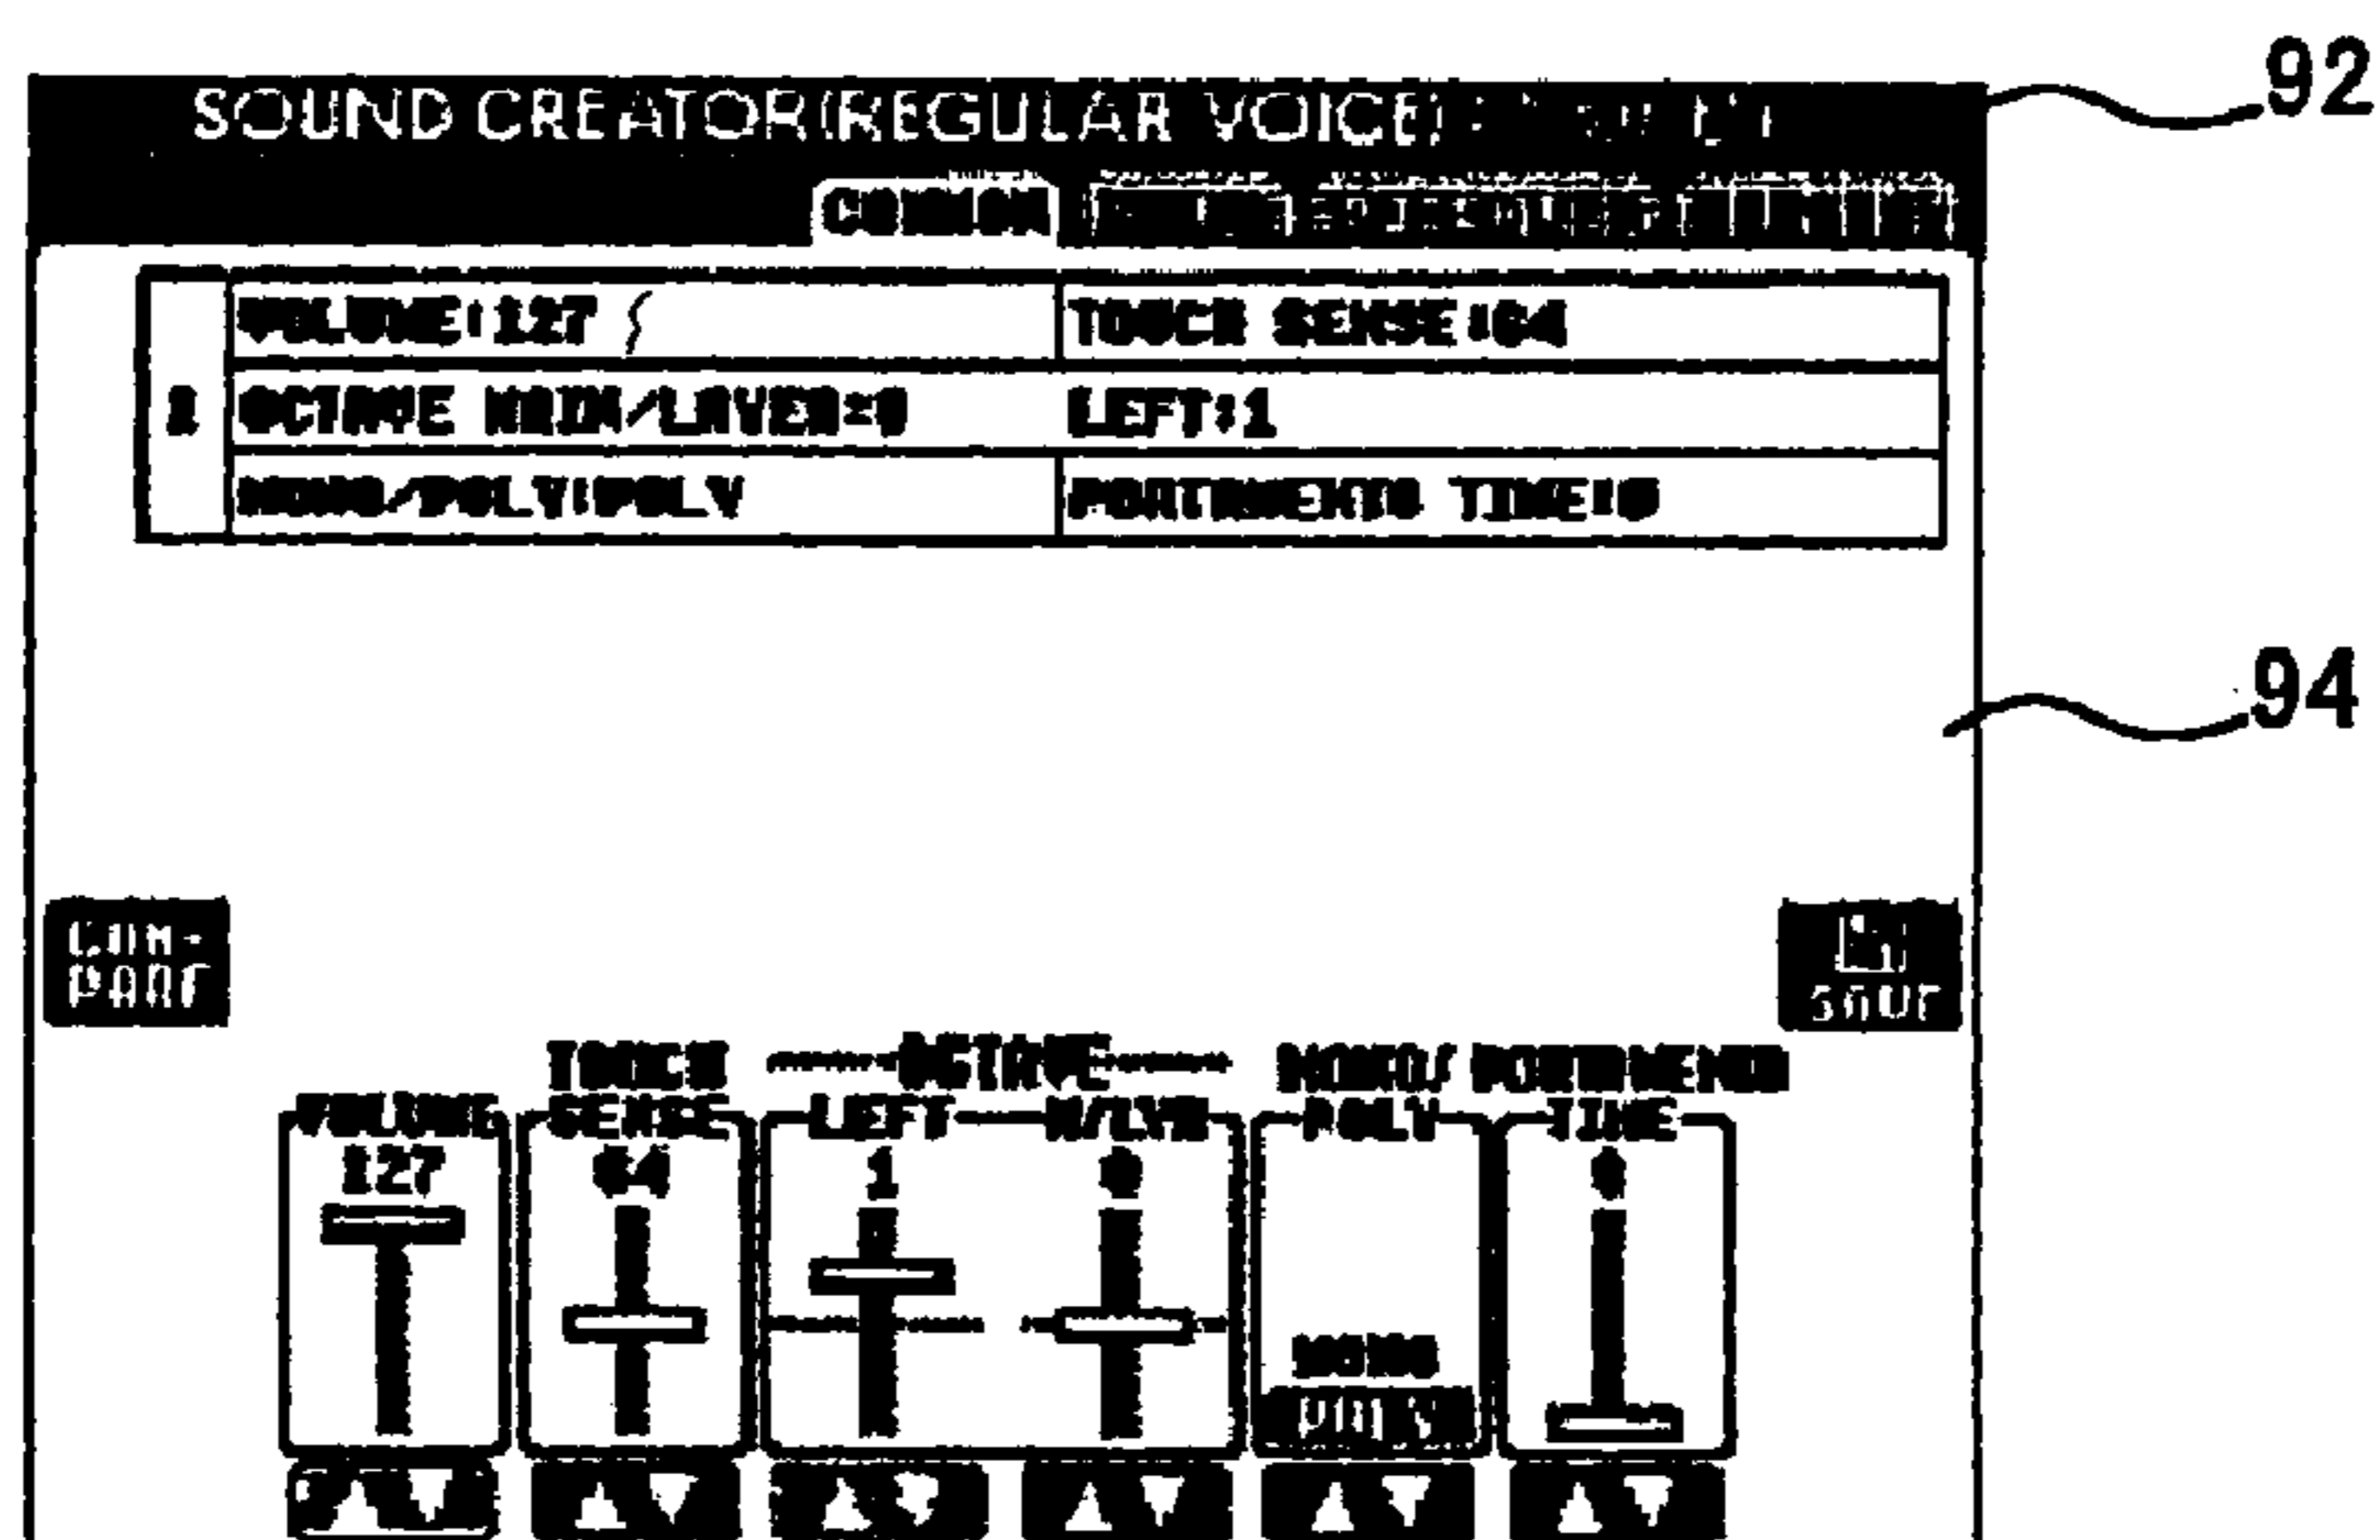 92
SOUND CREATOR(REGULAR VOICE)
COMMON
VOLUME:127 TOUCH SENSE:64
1 OCTAVE MAIN/LAYER:0 LEFT:1
MONO/POLY:POLY PORTAMENTO TIME:0
94
COM-
PARE
SAVE
TOUCH OCTAVE MONO/ PORTAMENTO
VOLUME SENSE LEFT M/LYR POLY TIME
127 64 1 0 0
MONO
POLY